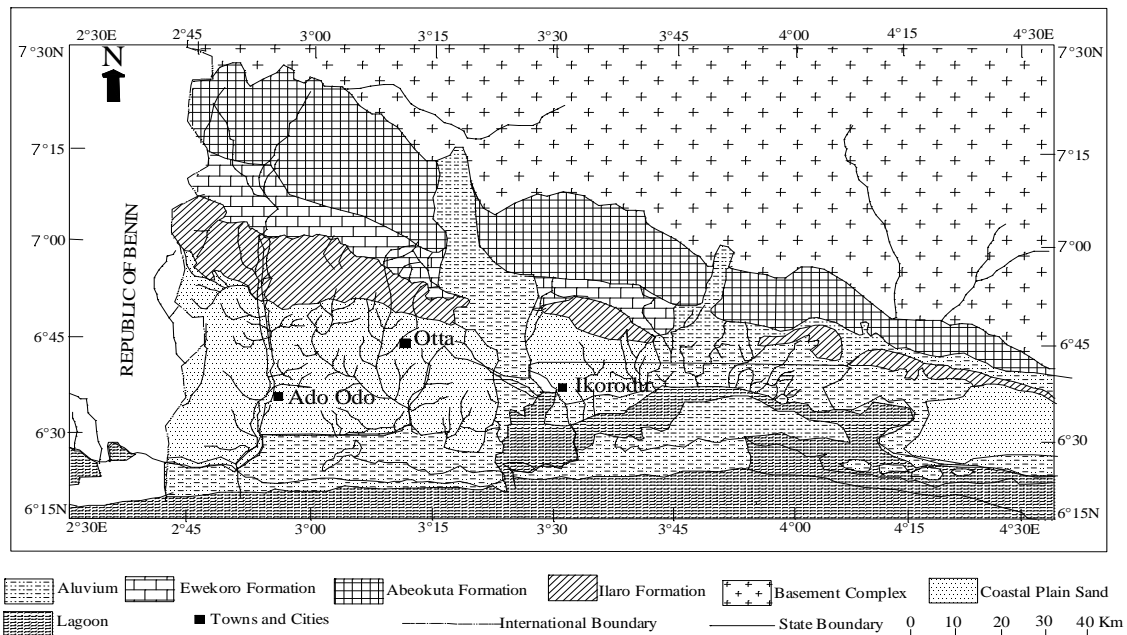 2°30E 2°45 3°00 3°15 3°30 3°45 4°00 4°15 4°30E
7°30N 7°30N
N
7°15 7°15
REPUBLIC OF BENIN
7°00 7°00
6°45 6°45
Otta
Ikorodu
Ado Odo
6°30 6°30
6°15N 6°15N
2°30E 2°45 3°00 3°15 3°30 3°45 4°00 4°15 4°30E
Aluvium Ewekoro Formation Abeokuta Formation Ilaro Formation Basement Complex Coastal Plain Sand
Lagoon Towns and Cities International Boundary State Boundary 0 10 20 30 40 Km